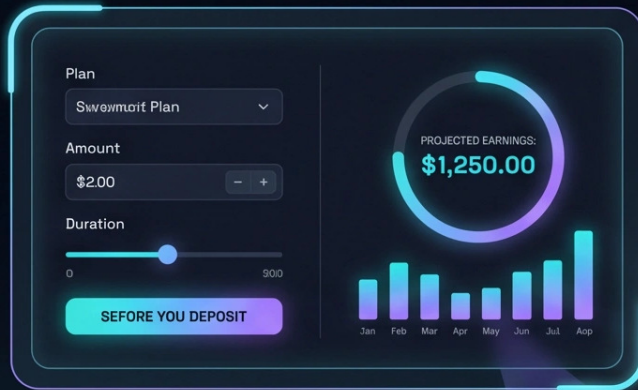 Plan
Plan
Amount
$2.00
− +
Duration
0
SEFORE YOU DEPOSIT
PROJECTED EARNINGS:
$1,250.00
Jan Feb Mar Apr May Jun Jul Aop